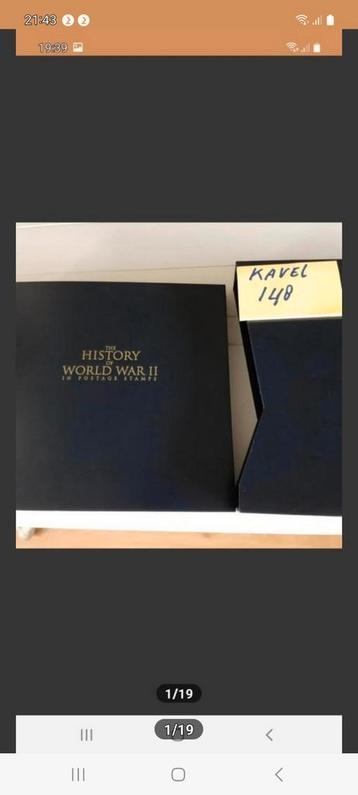 21:43
19:39
KAVEL
148
THE
HISTORY
OF
WORLD WAR II
IN POSTAGE STAMPS
1/19
1/19